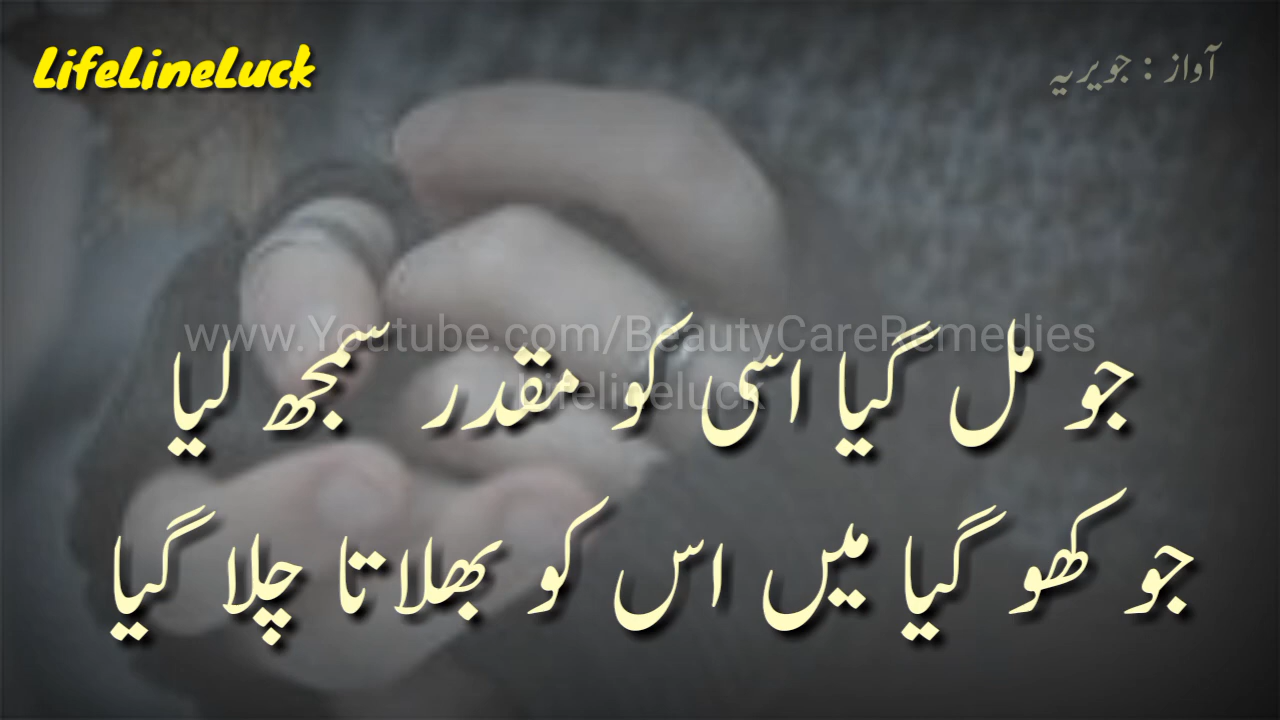 LifeLineLuck
آواز : جویریہ
www.Youtube.com/BeautyCareRemedies
Lifelineluck
جو مل گیا اسی کو مقدر سمجھ لیا
جو کھو گیا میں اس کو بھلاتا چلا گیا